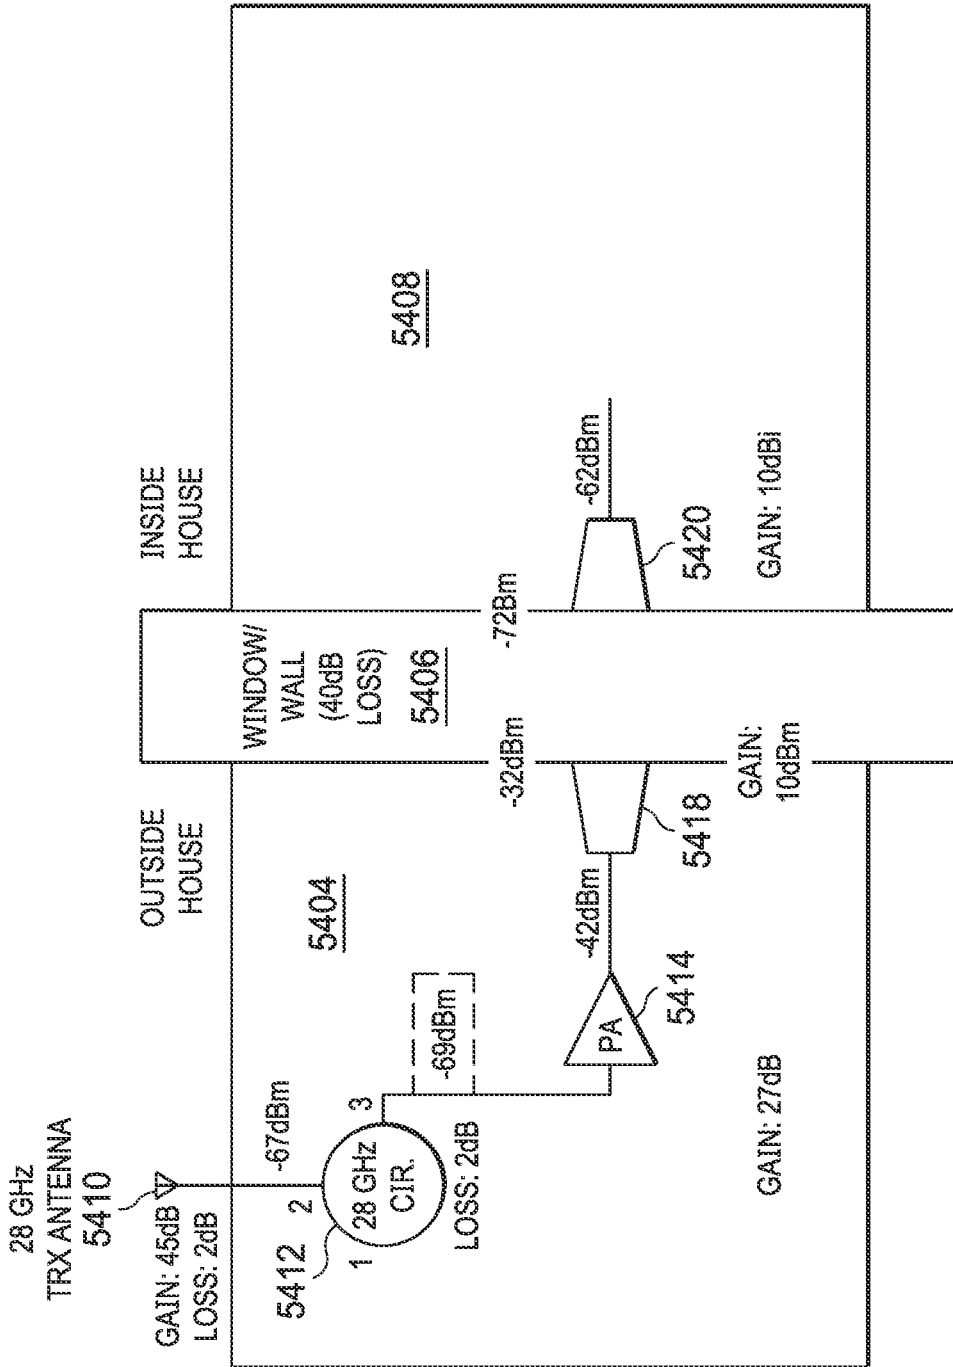 28 GHz
TRX ANTENNA
5410
GAIN: 45dB
LOSS: 2dB
OUTSIDE
HOUSE
INSIDE
HOUSE
5412
1
2
3
28 GHz
CIR.
LOSS: 2dB
-67dBm
-69dBm
5404
PA
5414
GAIN: 27dB
-42dBm
5418
-32dBm
GAIN:
10dBm
WINDOW/
WALL
(40dB
LOSS)
5406
-72Bm
5420
-62dBm
GAIN: 10dBi
5408